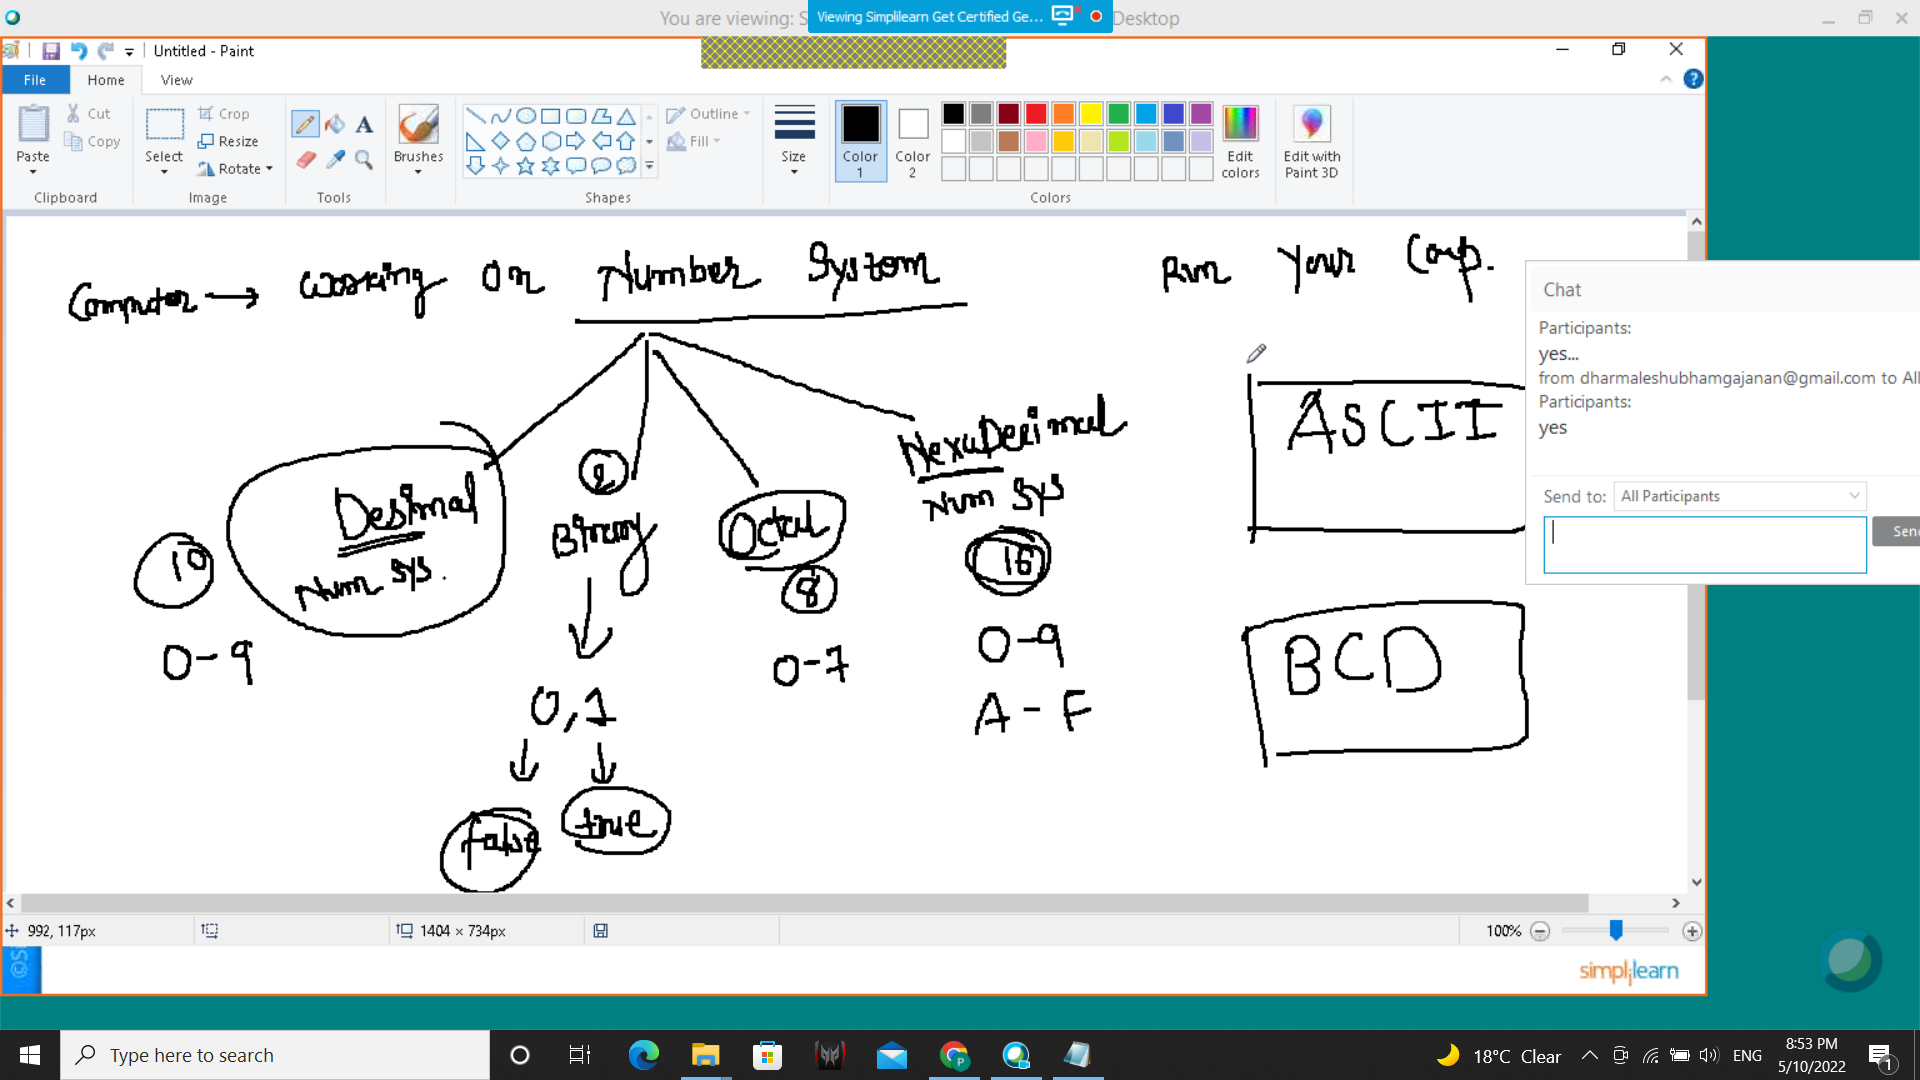 You are viewing: S
Viewing Simplilearn Get Certified Ge...
Desktop
Untitled - Paint
File
Home
View
Paste
Cut
Copy
Clipboard
Select
Crop
Resize
Rotate
Image
Tools
Brushes
Shapes
Outline
Fill
Size
Color 1
Color 2
Edit colors
Colors
Edit with Paint 3D
Computer → Working On Number System
Run Your Comp.
Desimal
Num Sys.
10
0-9
2
Binary
0,1
false
true
Octal
8
0-7
HexaDecimal
Num Sys
16
0-9
A-F
ASCII
BCD
Chat
Participants:
yes...
from dharmaleshubhamgajanan@gmail.com to All
Participants:
yes
Send to:
All Participants
Send
992, 117px
1404 × 734px
100%
simplilearn
Type here to search
18°C Clear
ENG
8:53 PM
5/10/2022
1